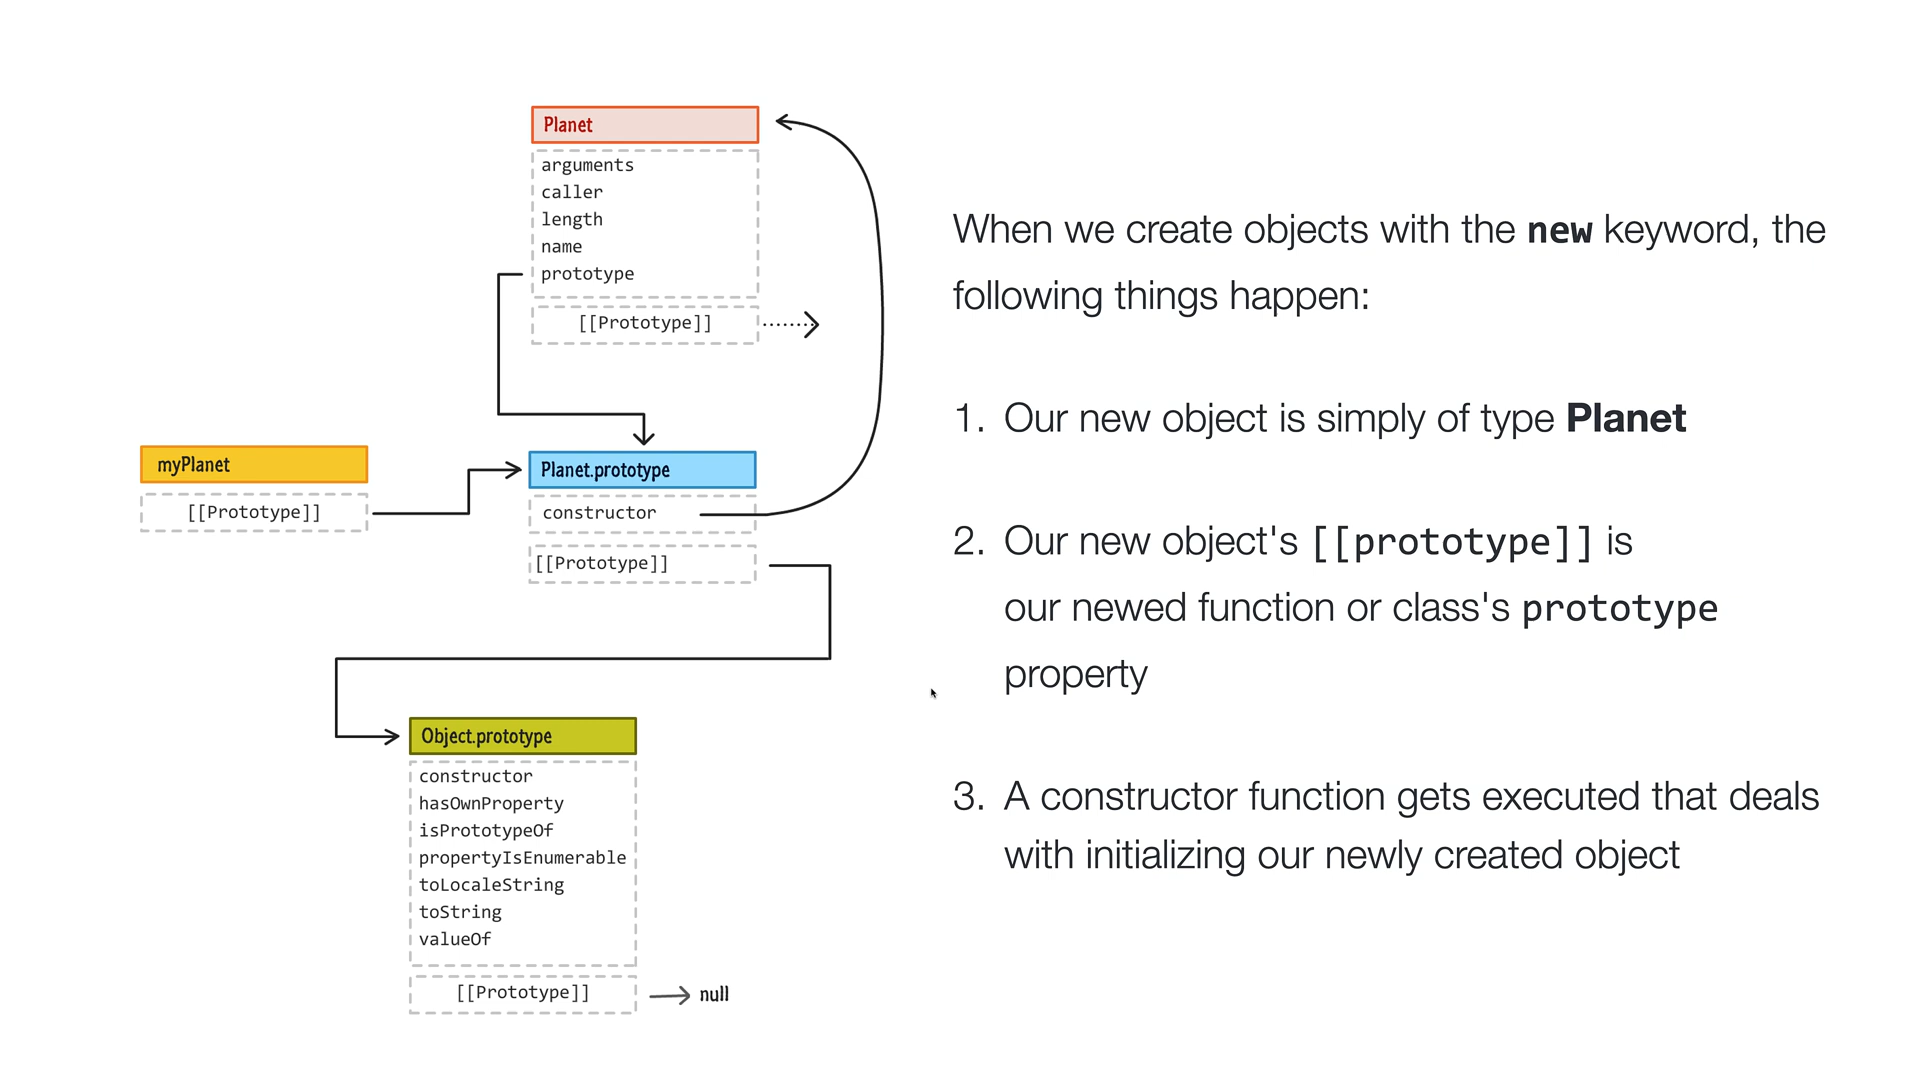 Planet
arguments
caller
length
name
prototype
[[Prototype]]
myPlanet
[[Prototype]]
Planet.prototype
constructor
[[Prototype]]
Object.prototype
constructor
hasOwnProperty
isPrototypeOf
propertyIsEnumerable
toLocaleString
toString
valueOf
[[Prototype]]
null
When we create objects with the new keyword, the
following things happen:
1. Our new object is simply of type Planet
2. Our new object's [[prototype]] is
our newed function or class's prototype
property
3. A constructor function gets executed that deals
with initializing our newly created object